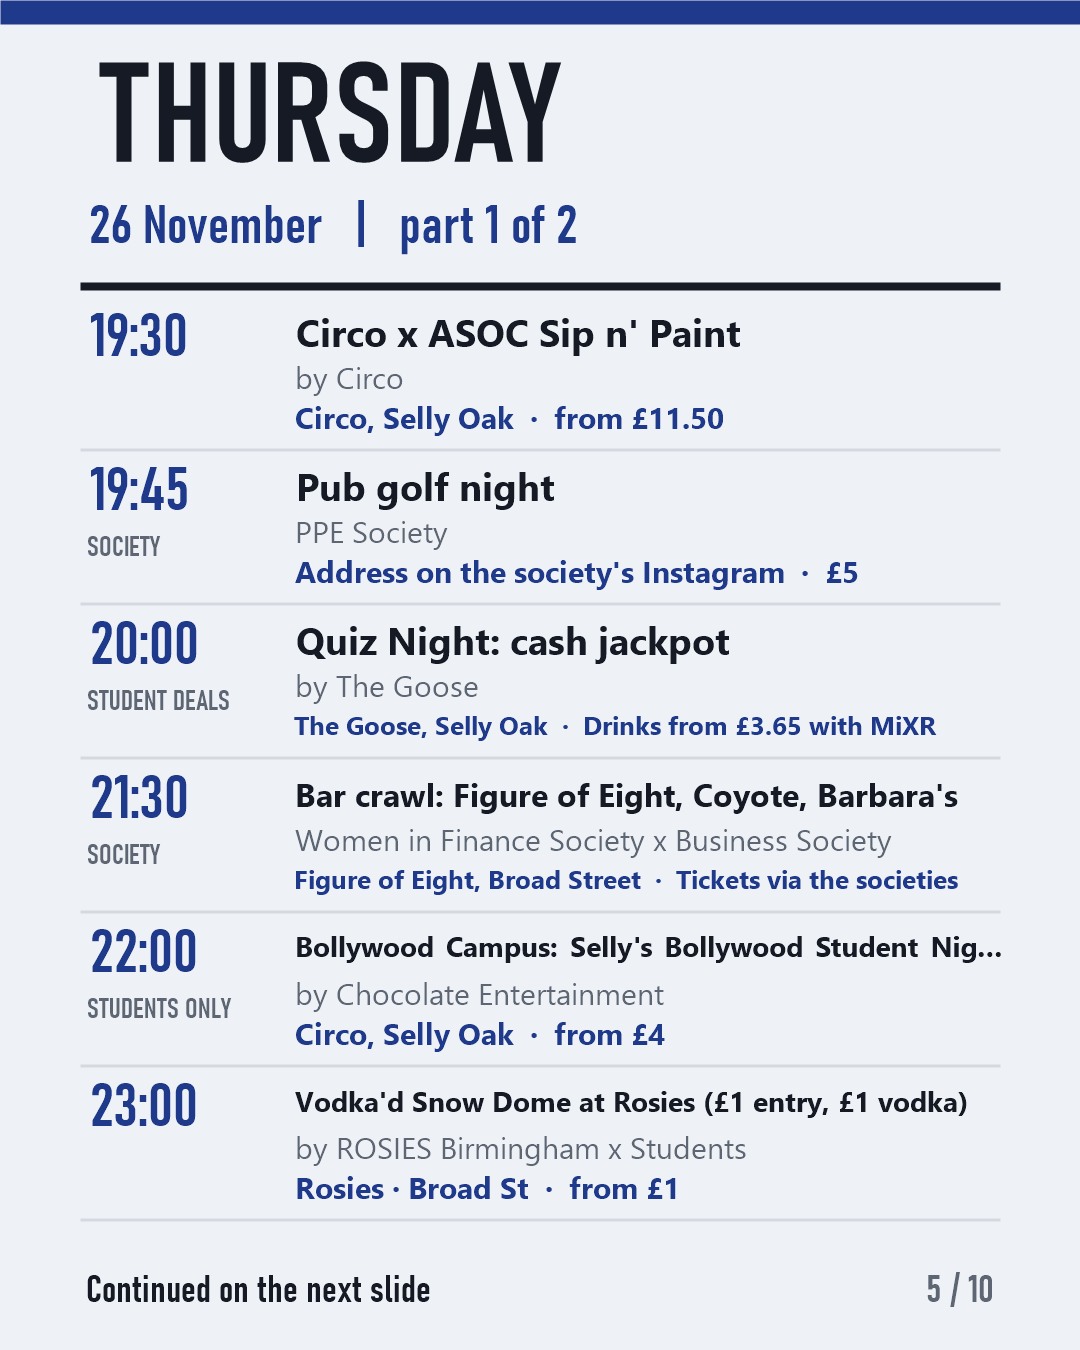 THURSDAY
26 November | part 1 of 2
19:30
Circo x ASOC Sip n' Paint
by Circo
Circo, Selly Oak · from £11.50
19:45
SOCIETY
Pub golf night
PPE Society
Address on the society's Instagram · £5
20:00
STUDENT DEALS
Quiz Night: cash jackpot
by The Goose
The Goose, Selly Oak · Drinks from £3.65 with MiXR
21:30
SOCIETY
Bar crawl: Figure of Eight, Coyote, Barbara's
Women in Finance Society x Business Society
Figure of Eight, Broad Street · Tickets via the societies
22:00
STUDENTS ONLY
Bollywood Campus: Selly's Bollywood Student Nig...
by Chocolate Entertainment
Circo, Selly Oak · from £4
23:00
Vodka'd Snow Dome at Rosies (£1 entry, £1 vodka)
by ROSIES Birmingham x Students
Rosies · Broad St · from £1
Continued on the next slide
5 / 10